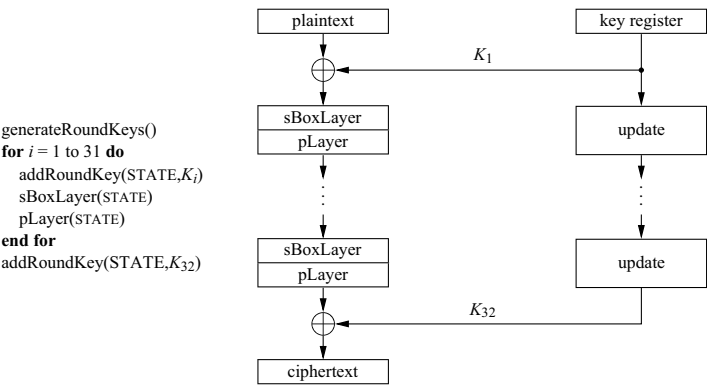 generateRoundKeys()
for i = 1 to 31 do
addRoundKey(STATE,K₁)
sBoxLayer(STATE)
pLayer(STATE)
end for
addRoundKey(STATE,K₃₂)
plaintext
key register
K₁
sBoxLayer
pLayer
update
⋮
⋮
sBoxLayer
pLayer
update
K₃₂
ciphertext